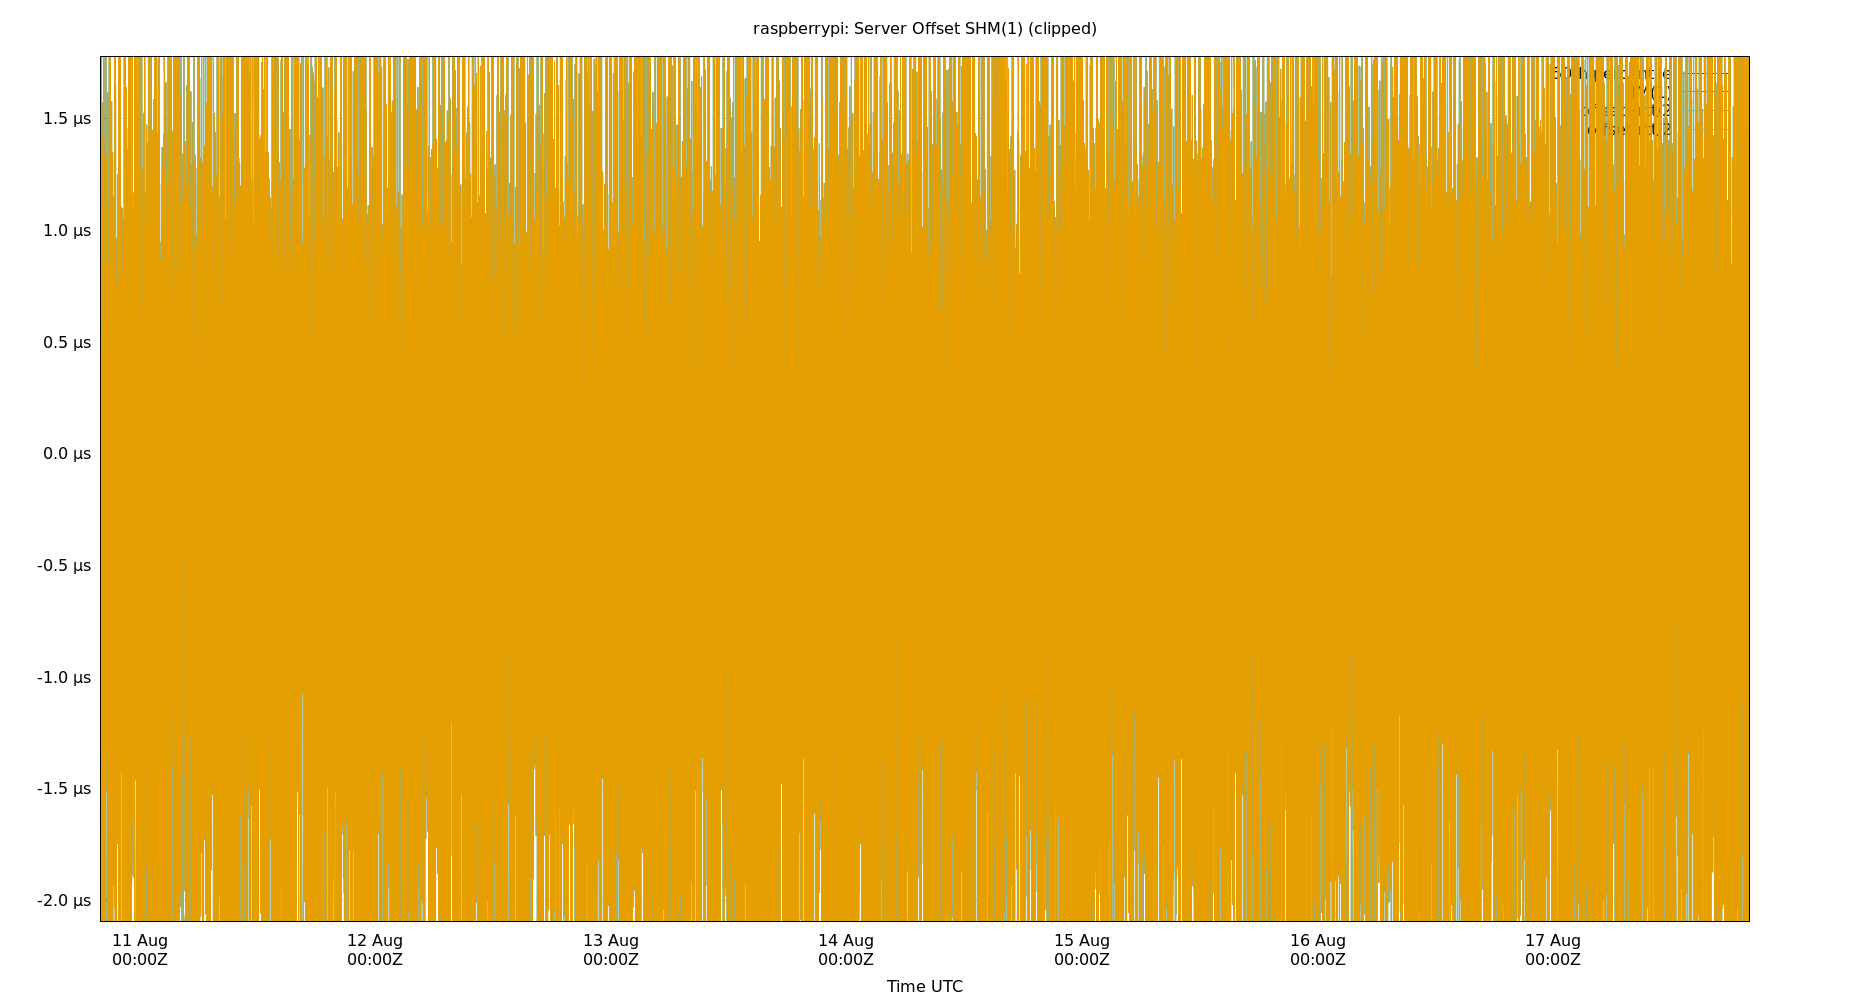 raspberrypi: Server Offset SHM(1) (clipped)
1.5 µs
1.0 µs
0.5 µs
0.0 µs
-0.5 µs
-1.0 µs
-1.5 µs
-2.0 µs
11 Aug 12 Aug 13 Aug 14 Aug 15 Aug 16 Aug 17 Aug
00:00Z 00:00Z 00:00Z 00:00Z 00:00Z 00:00Z 00:00Z
Time UTC